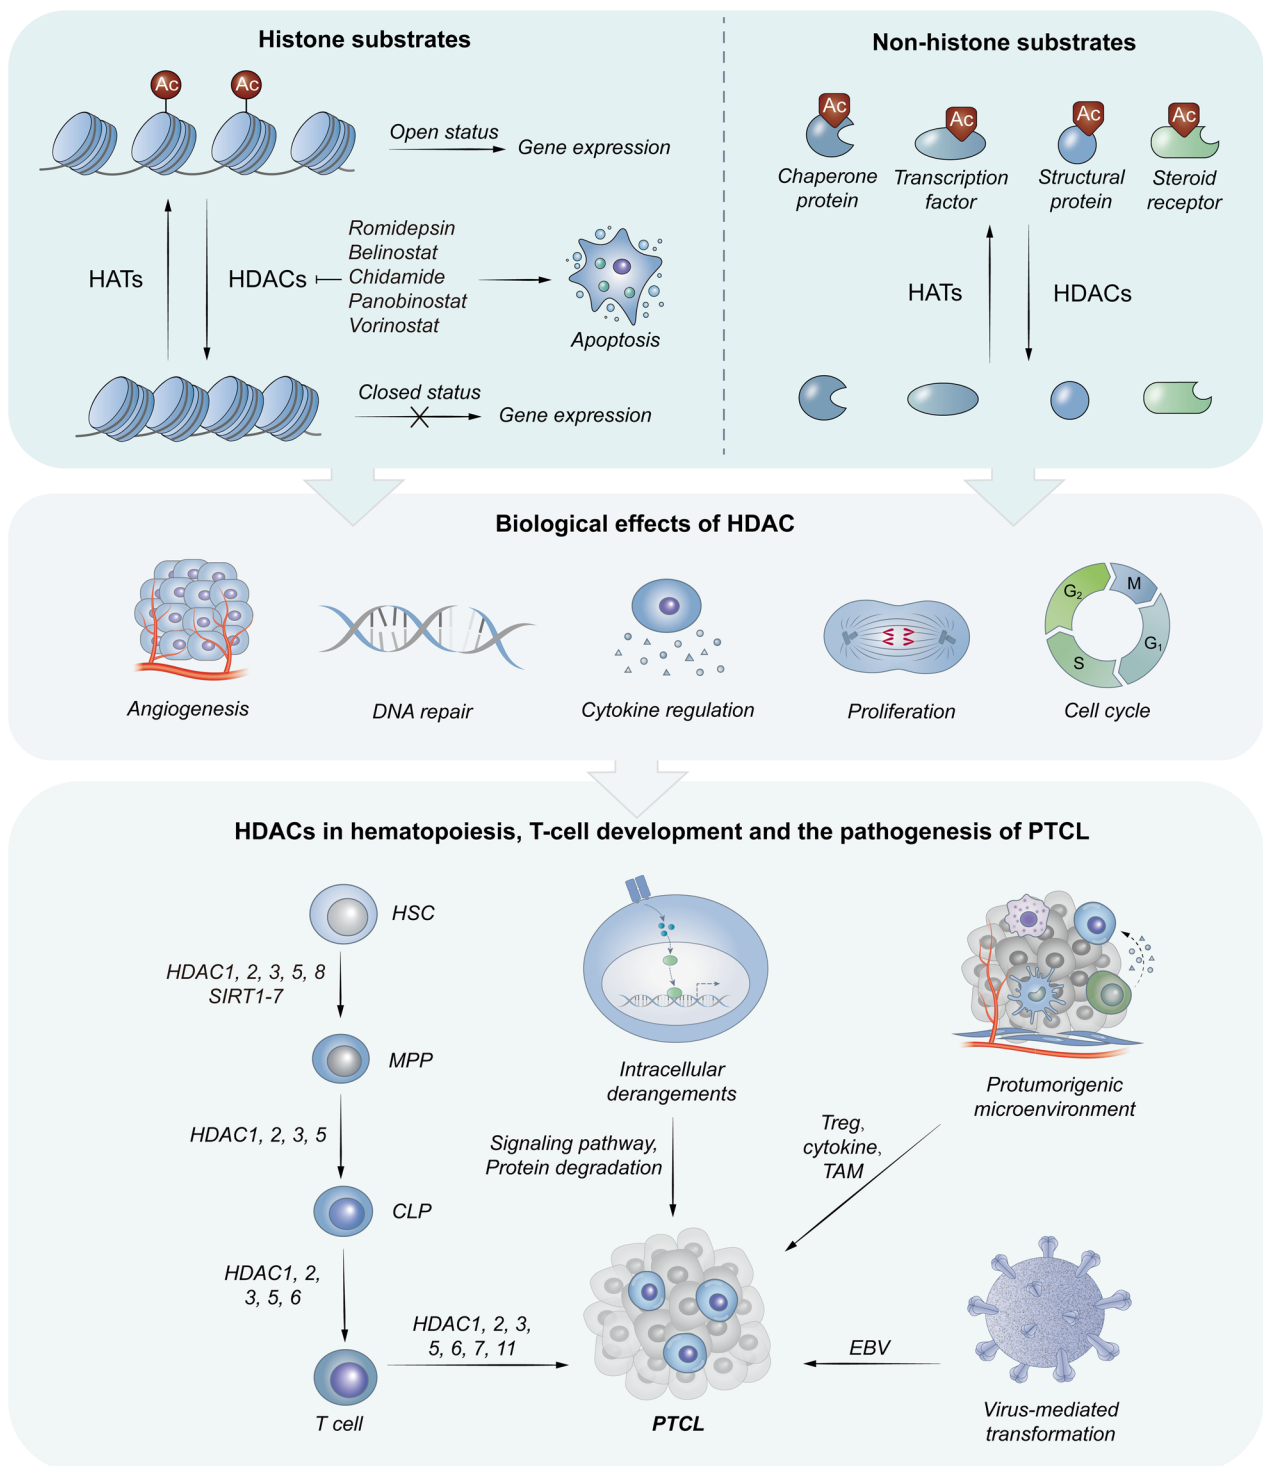 Histone substrates
Ac
Ac
Open status
Gene expression
HATs
HDACs
Romidepsin
Belinostat
Chidamide
Panobinostat
Vorinostat
Apoptosis
Closed status
Gene expression
Non-histone substrates
Ac
Ac
Ac
Ac
Chaperone
protein
Transcription
factor
Structural
protein
Steroid
receptor
HATs
HDACs
Biological effects of HDAC
G₂
M
G₁
S
Angiogenesis
DNA repair
Cytokine regulation
Proliferation
Cell cycle
HDACs in hematopoiesis, T-cell development and the pathogenesis of PTCL
HSC
HDAC1, 2, 3, 5, 8
SIRT1-7
MPP
HDAC1, 2, 3, 5
CLP
HDAC1, 2,
3, 5, 6
T cell
HDAC1, 2, 3,
5, 6, 7, 11
Intracellular
derangements
Signaling pathway,
Protein degradation
PTCL
Protumorigenic
microenvironment
Treg,
cytokine,
TAM
EBV
Virus-mediated
transformation